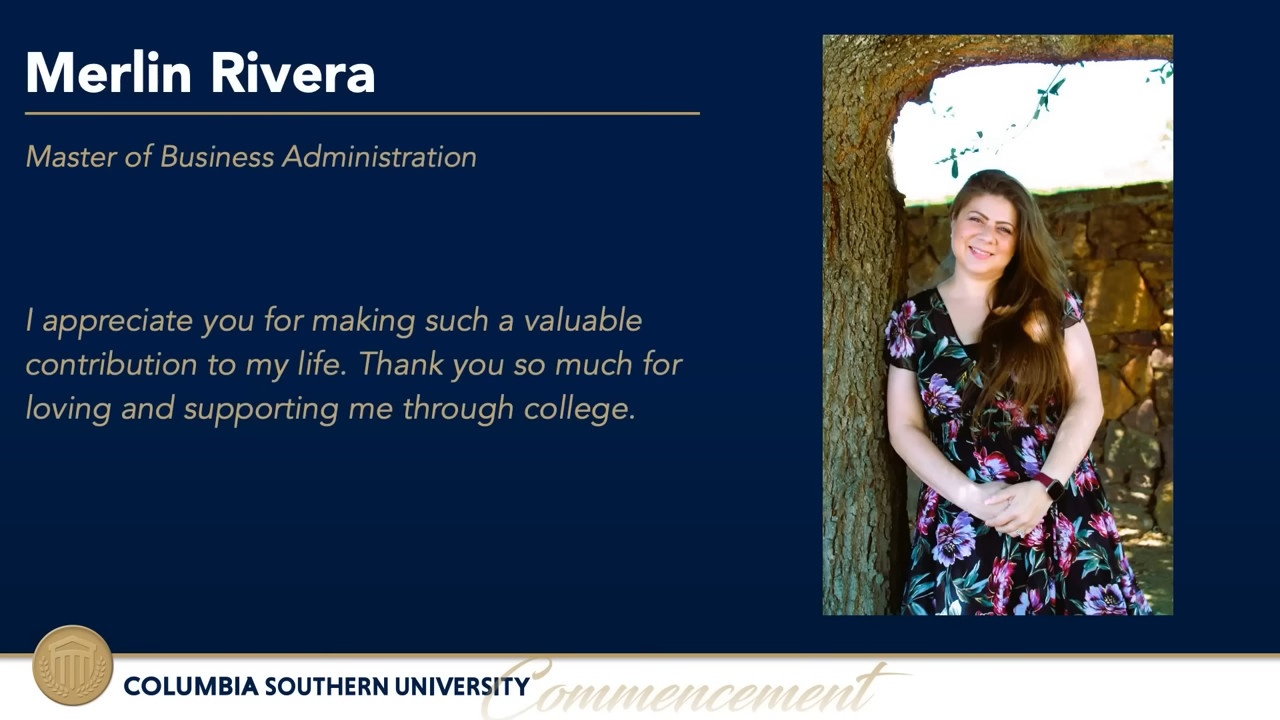 Merlin Rivera
Master of Business Administration
I appreciate you for making such a valuable
contribution to my life. Thank you so much for
loving and supporting me through college.
COLUMBIA SOUTHERN UNIVERSITY
Commencement